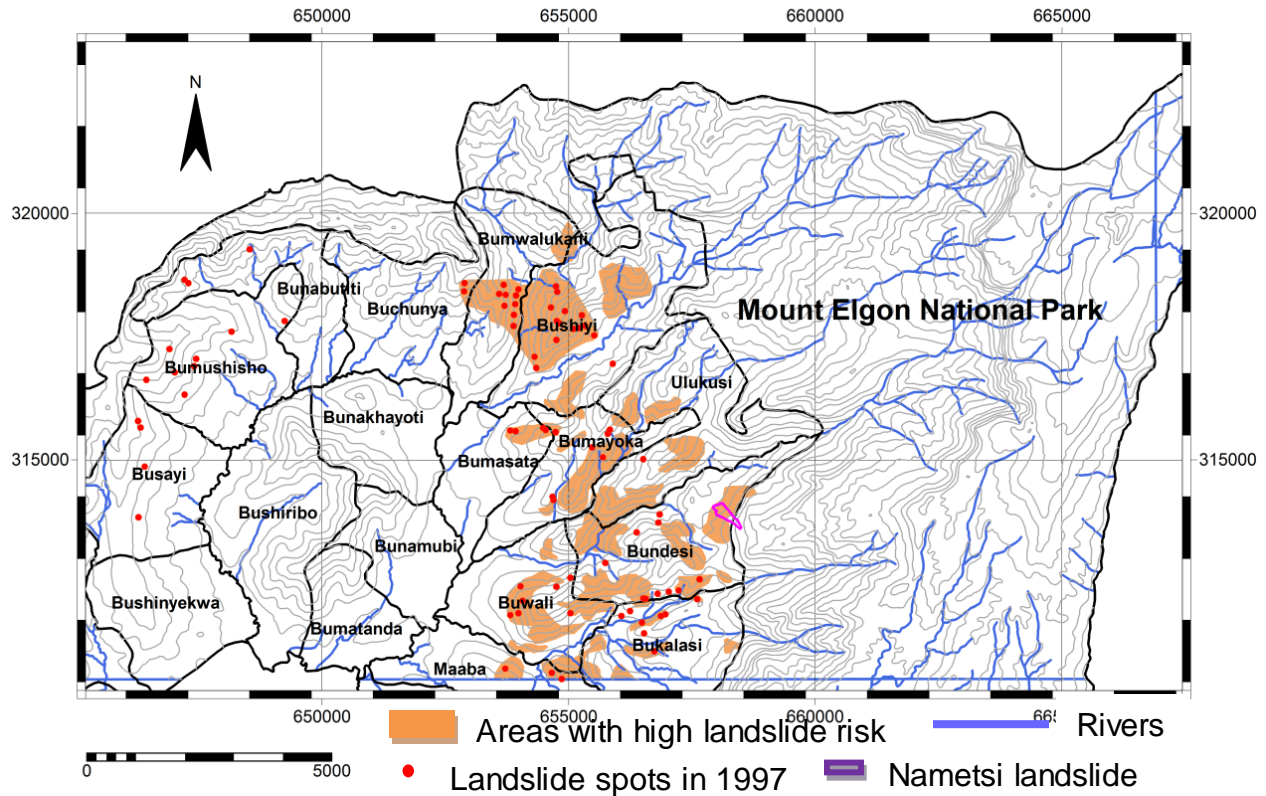 650000 655000 660000 665000
N
320000 320000
Bumwalukani
Bunabutiti
Buchunya
Mount Elgon National Park
Bushiyi
Bumushisho
Ulukusi
Bunakhayoti
Bumayoka
315000 315000
Bumasata
Busayi
Bushiribo
Bunamubi
Bundesi
Bushinyekwa
Buwali
Bumatanda
Bukalasi
Maaba
650000 655000 660000 665
Areas with high landslide risk
Rivers
0 5000
Landslide spots in 1997
Nametsi landslide